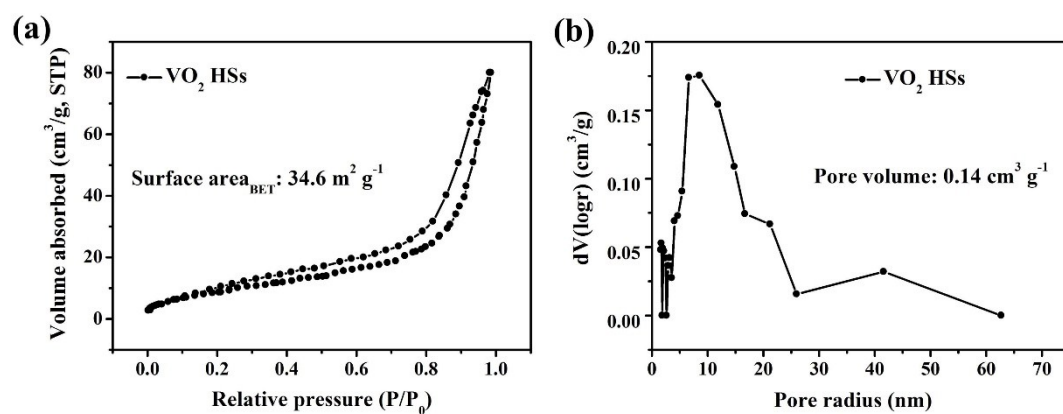 (a)
VO₂ HSs
Surface area_BET: 34.6 m² g⁻¹
Volume absorbed (cm³/g, STP)
80
60
40
20
0
0.0 0.2 0.4 0.6 0.8 1.0
Relative pressure (P/P₀)
(b)
VO₂ HSs
Pore volume: 0.14 cm³ g⁻¹
dV(logr) (cm³/g)
0.20
0.15
0.10
0.05
0.00
0 10 20 30 40 50 60 70
Pore radius (nm)